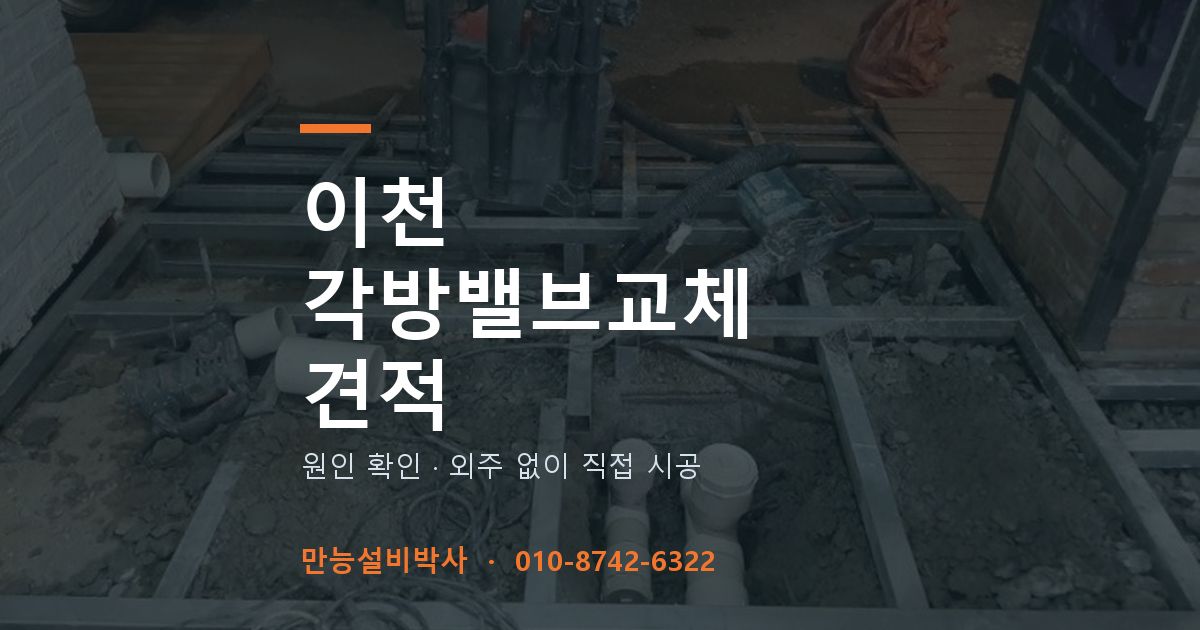 이천
각방밸브교체
견적
원인 확인 · 외주 없이 직접 시공
만능설비박사 · 010-8742-6322